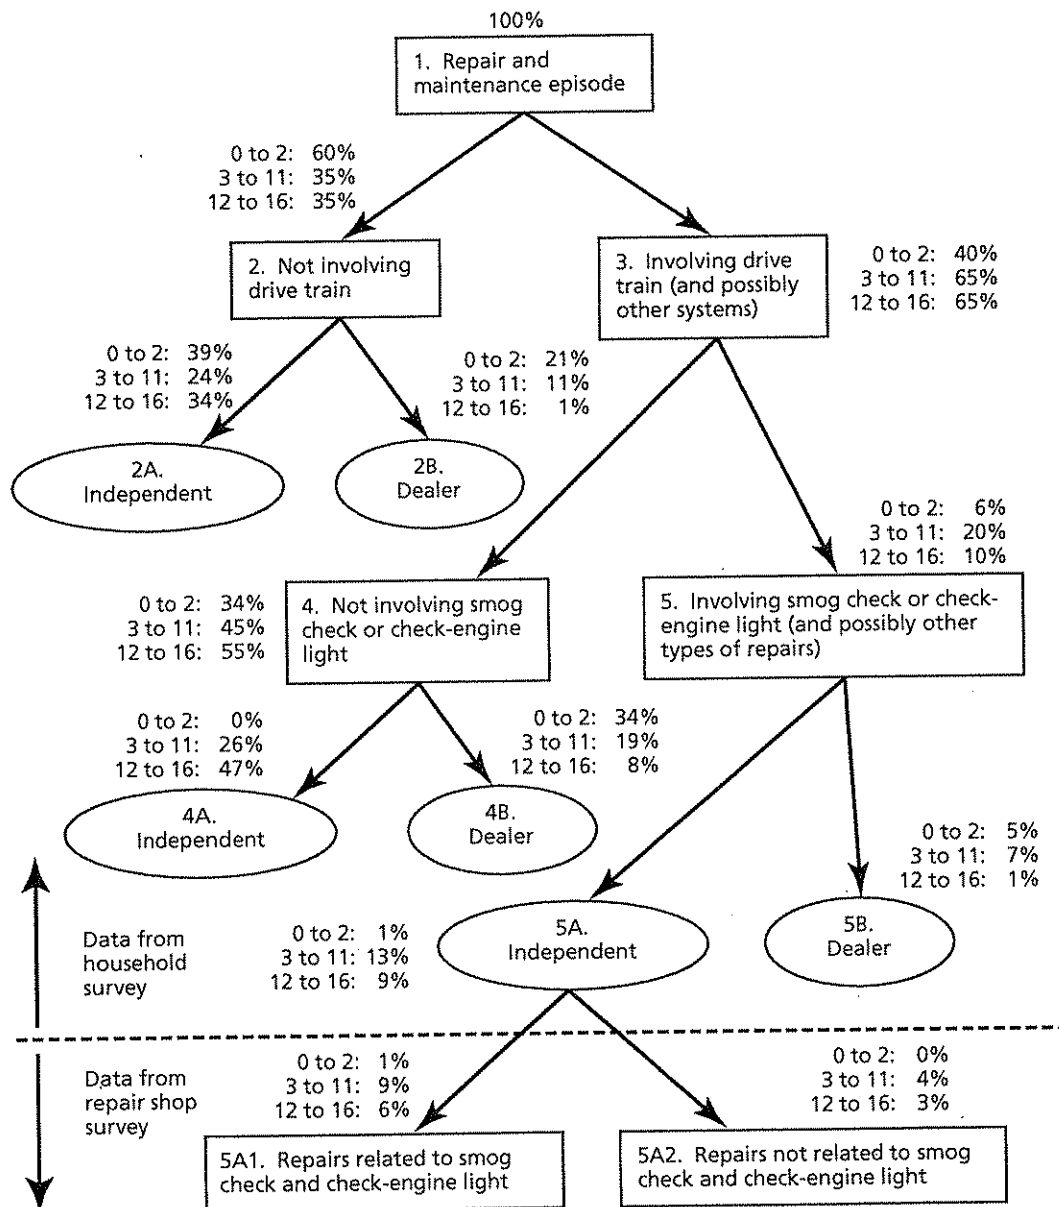 100%
1. Repair and
maintenance episode
0 to 2: 60%
3 to 11: 35%
12 to 16: 35%
2. Not involving
drive train
3. Involving drive
train (and possibly
other systems)
0 to 2: 40%
3 to 11: 65%
12 to 16: 65%
0 to 2: 39%
3 to 11: 24%
12 to 16: 34%
0 to 2: 21%
3 to 11: 11%
12 to 16: 1%
2A.
Independent
2B.
Dealer
0 to 2: 6%
3 to 11: 20%
12 to 16: 10%
0 to 2: 34%
3 to 11: 45%
12 to 16: 55%
4. Not involving smog
check or check-engine
light
5. Involving smog check or check-
engine light (and possibly other
types of repairs)
0 to 2: 0%
3 to 11: 26%
12 to 16: 47%
0 to 2: 34%
3 to 11: 19%
12 to 16: 8%
4A.
Independent
4B.
Dealer
0 to 2: 5%
3 to 11: 7%
12 to 16: 1%
Data from
household
survey
0 to 2: 1%
3 to 11: 13%
12 to 16: 9%
5A.
Independent
5B.
Dealer
Data from
repair shop
survey
0 to 2: 1%
3 to 11: 9%
12 to 16: 6%
0 to 2: 0%
3 to 11: 4%
12 to 16: 3%
5A1. Repairs related to smog
check and check-engine light
5A2. Repairs not related to smog
check and check-engine light